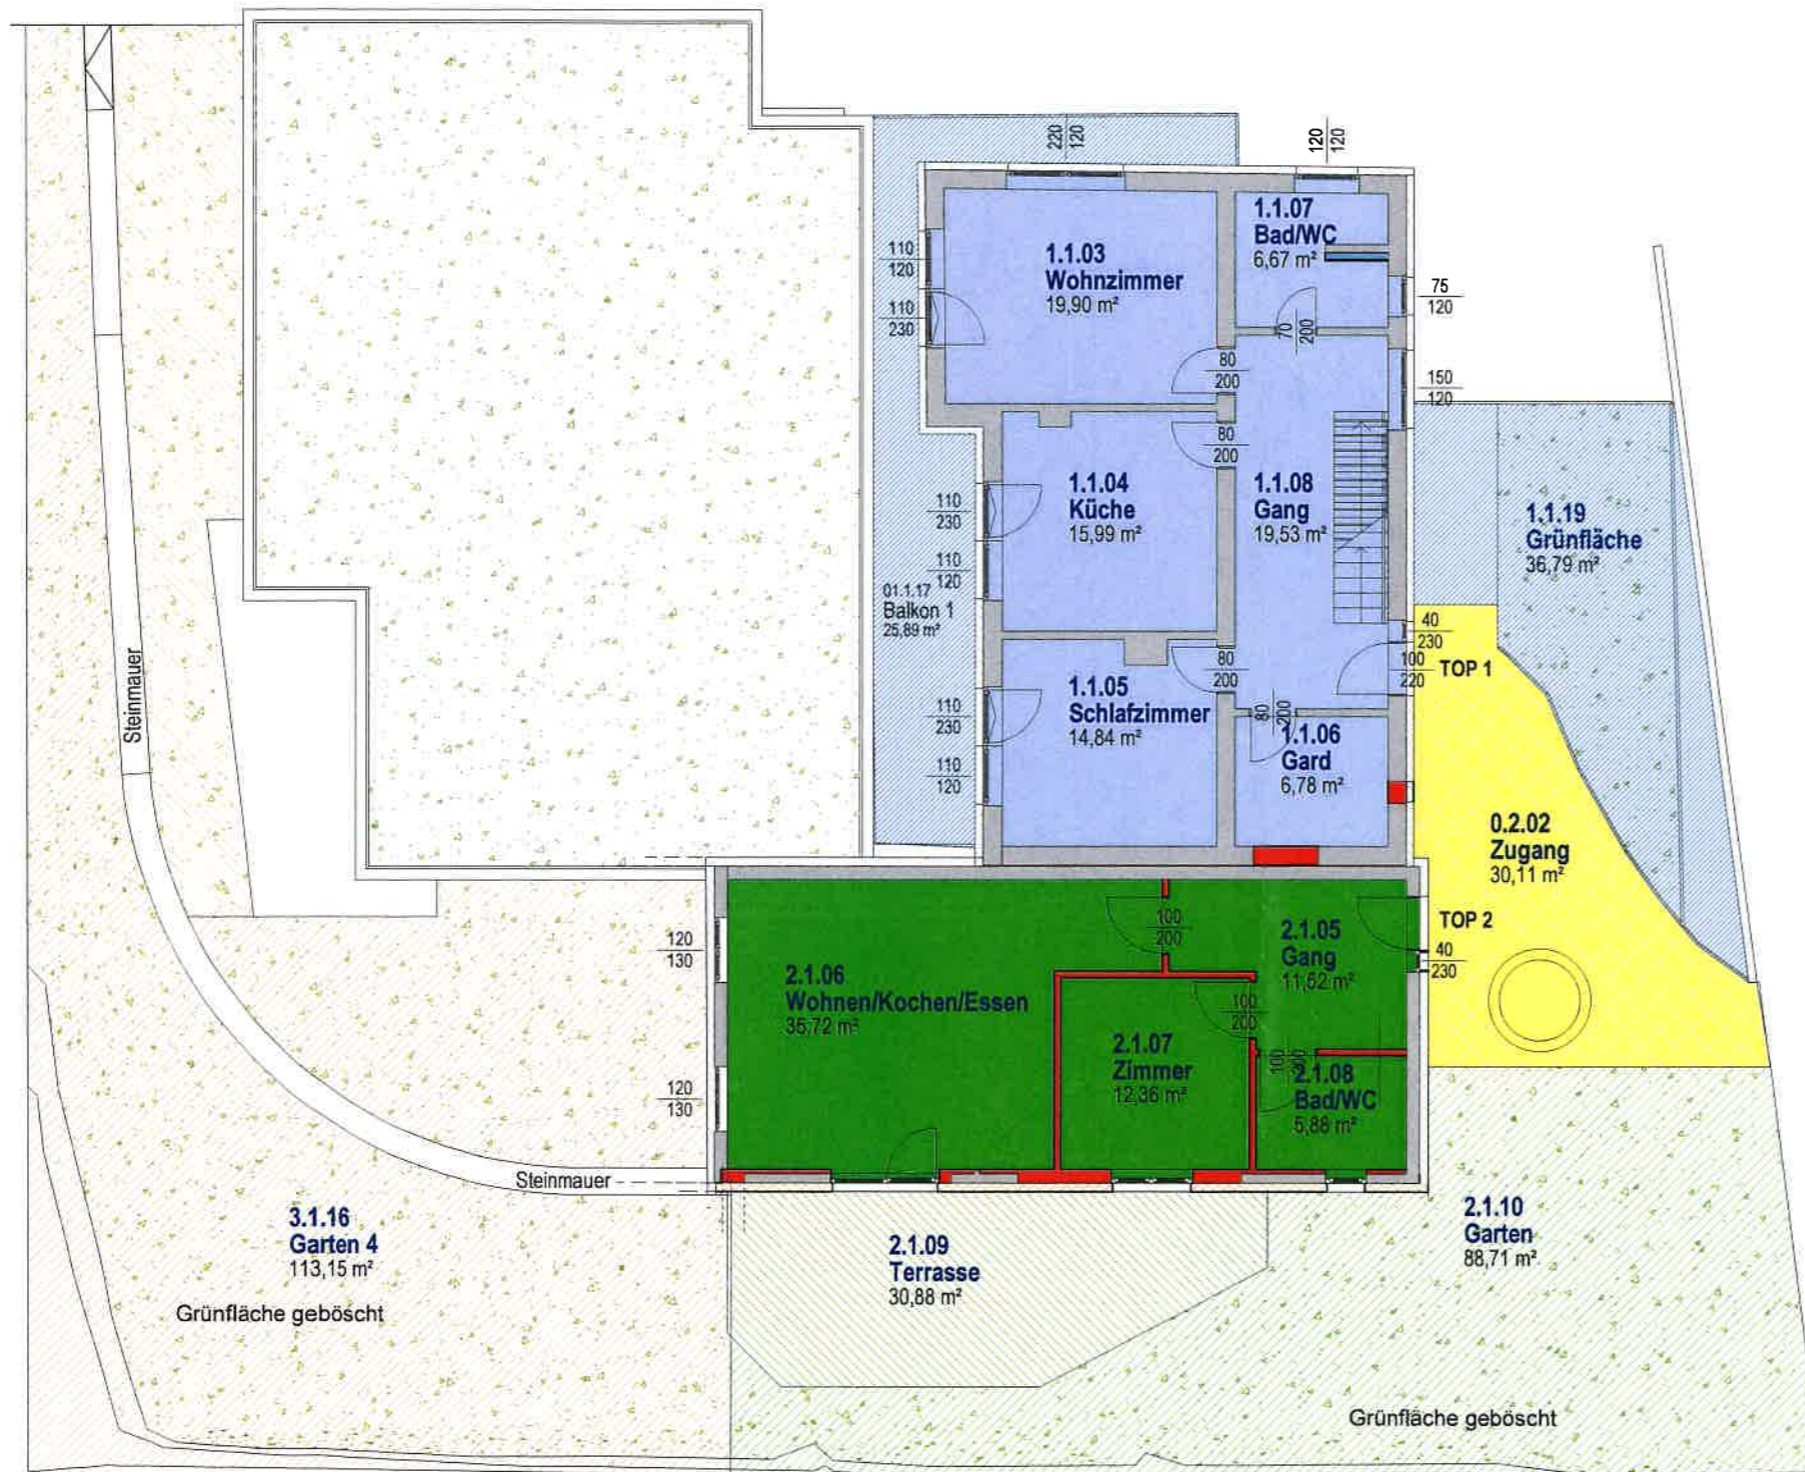 220
120
120
120
1.1.07
Bad/WC
6,67 m²
1.1.03
Wohnzimmer
19,90 m²
110
120
110
230
75
120
70
200
80
200
150
120
80
200
1.1.04
Küche
15,99 m²
1.1.08
Gang
19,53 m²
110
230
110
120
1.1.19
Grünfläche
36,79 m²
01.1.17
Balkon 1
25,89 m²
40
230
100
220
TOP 1
80
200
1.1.05
Schlafzimmer
14,84 m²
Steinmauer
110
230
80
200
1.1.06
Gard
6,78 m²
110
120
0.2.02
Zugang
30,11 m²
100
200
2.1.05
Gang
11,62 m²
TOP 2
40
230
120
130
2.1.06
Wohnen/Kochen/Essen
35,72 m²
100
200
2.1.07
Zimmer
12,36 m²
100
200
2.1.08
Bad/WC
5,88 m²
120
130
Steinmauer
3.1.16
Garten 4
113,15 m²
2.1.09
Terrasse
30,88 m²
2.1.10
Garten
88,71 m²
Grünfläche geböscht
Grünfläche geböscht